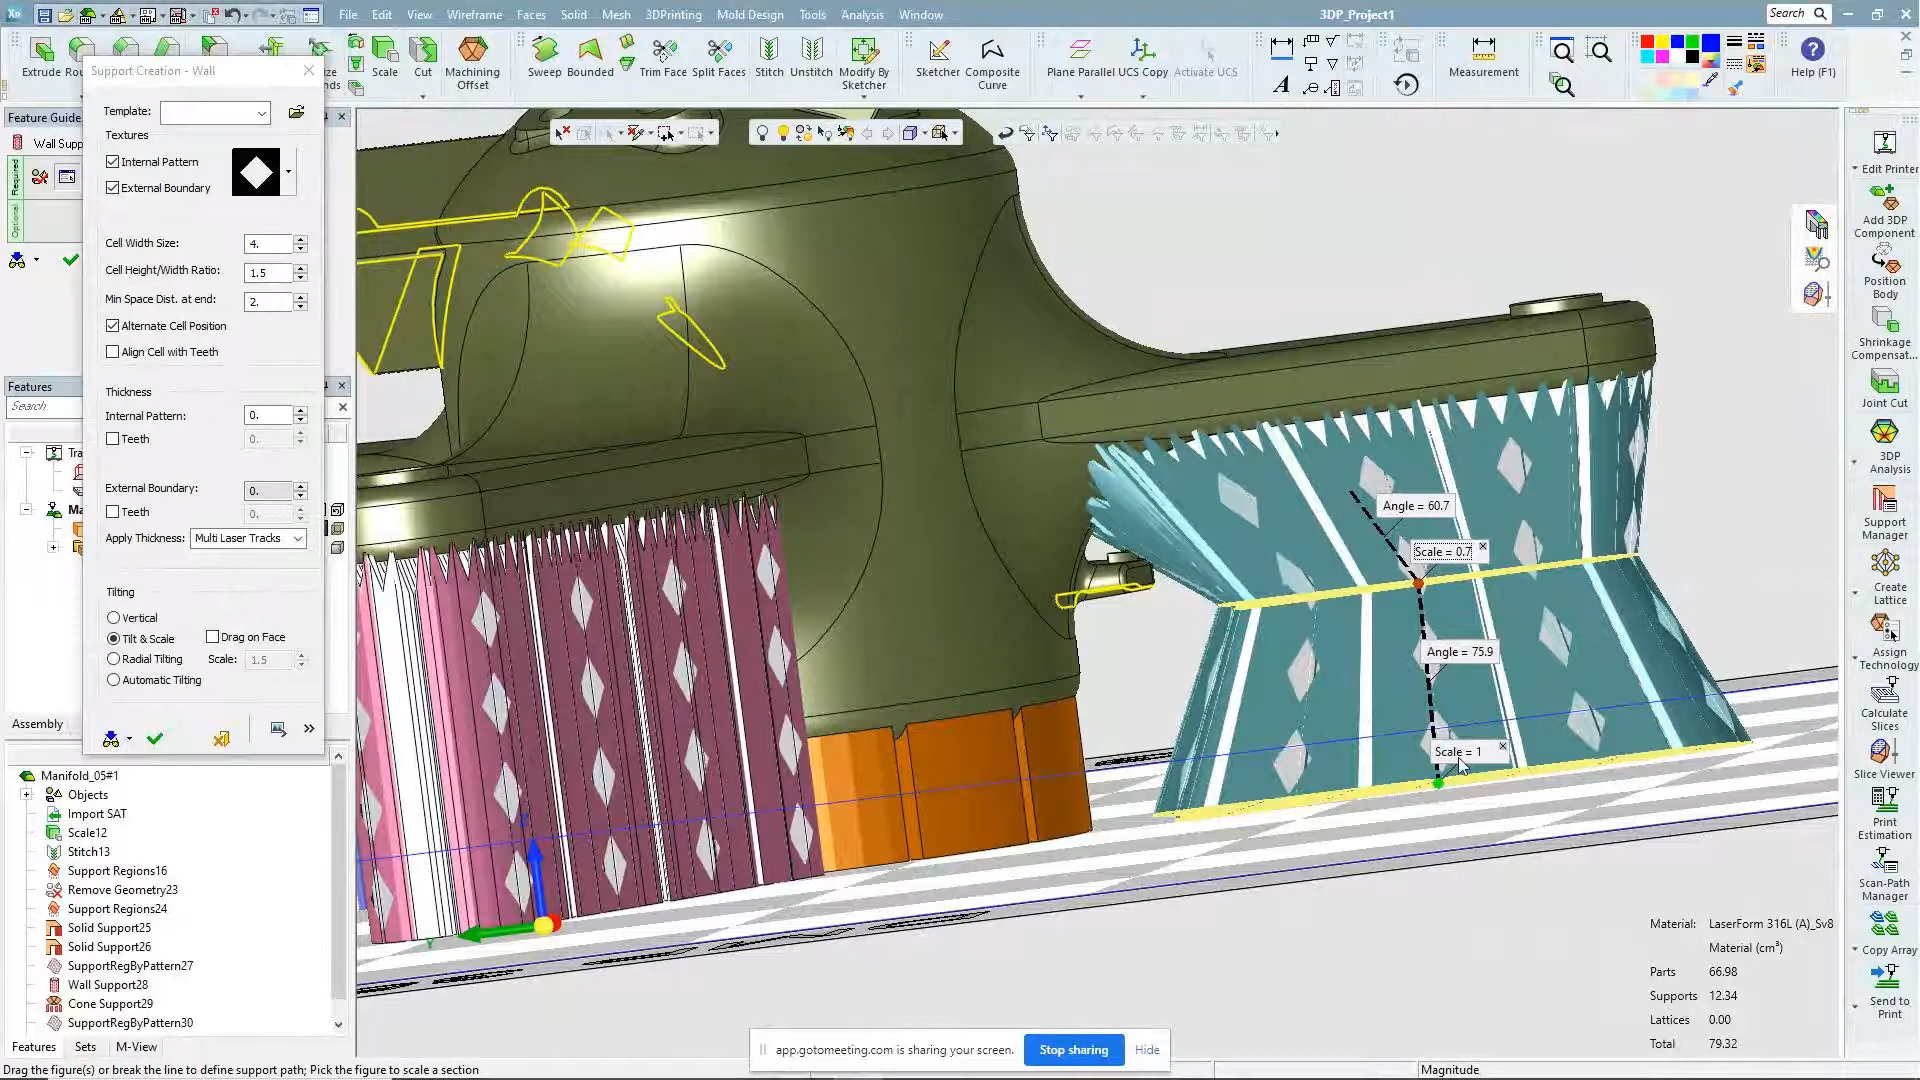 File Edit View Wireframe Faces Solid Mesh 3DPrinting Mold Design Tools Analysis Window
3DP_Project1
Search
Extrude
Scale
Cut
Machining
Offset
Sweep
Bounded
Trim Face
Split Faces
Stitch
Unstitch
Modify By
Sketcher
Sketcher
Composite
Curve
Plane Parallel
UCS Copy
Activate UCS
Measurement
Help (F1)
Support Creation - Wall
Template:
Textures
Internal Pattern
External Boundary
Cell Width Size:
4.
Cell Height/Width Ratio:
1.5
Min Space Dist. at end:
2.
Alternate Cell Position
Align Cell with Teeth
Thickness
Internal Pattern:
0.
Teeth
0.
External Boundary:
0.
Teeth
0.
Apply Thickness:
Multi Laser Tracks
Tilting
Vertical
Tilt & Scale
Drag on Face
Radial Tilting
Scale:
1.5
Automatic Tilting
Feature Guide
Required
Optional
Features
Search
Assembly
Manifold_05#1
Objects
Import SAT
Scale12
Stitch13
Support Regions16
Remove Geometry23
Support Regions24
Solid Support25
Solid Support26
SupportRegByPattern27
Wall Support28
Cone Support29
SupportRegByPattern30
Features
Sets
M-View
Angle = 60.7
Scale = 0.7
Angle = 75.9
Scale = 1
Y
Edit Printer
Add 3DP
Component
Position
Body
Shrinkage
Compensat...
Joint Cut
3DP
Analysis
Support
Manager
Create
Lattice
Assign
Technology
Calculate
Slices
Slice Viewer
Print
Estimation
Scan-Path
Manager
Copy Array
Send to
Print
Material: LaserForm 316L (A)_Sv8
Material (cm³)
Parts 66.98
Supports 12.34
Lattices 0.00
Total 79.32
app.gotomeeting.com is sharing your screen.
Stop sharing
Hide
Drag the figure(s) or break the line to define support path; Pick the figure to scale a section
Magnitude